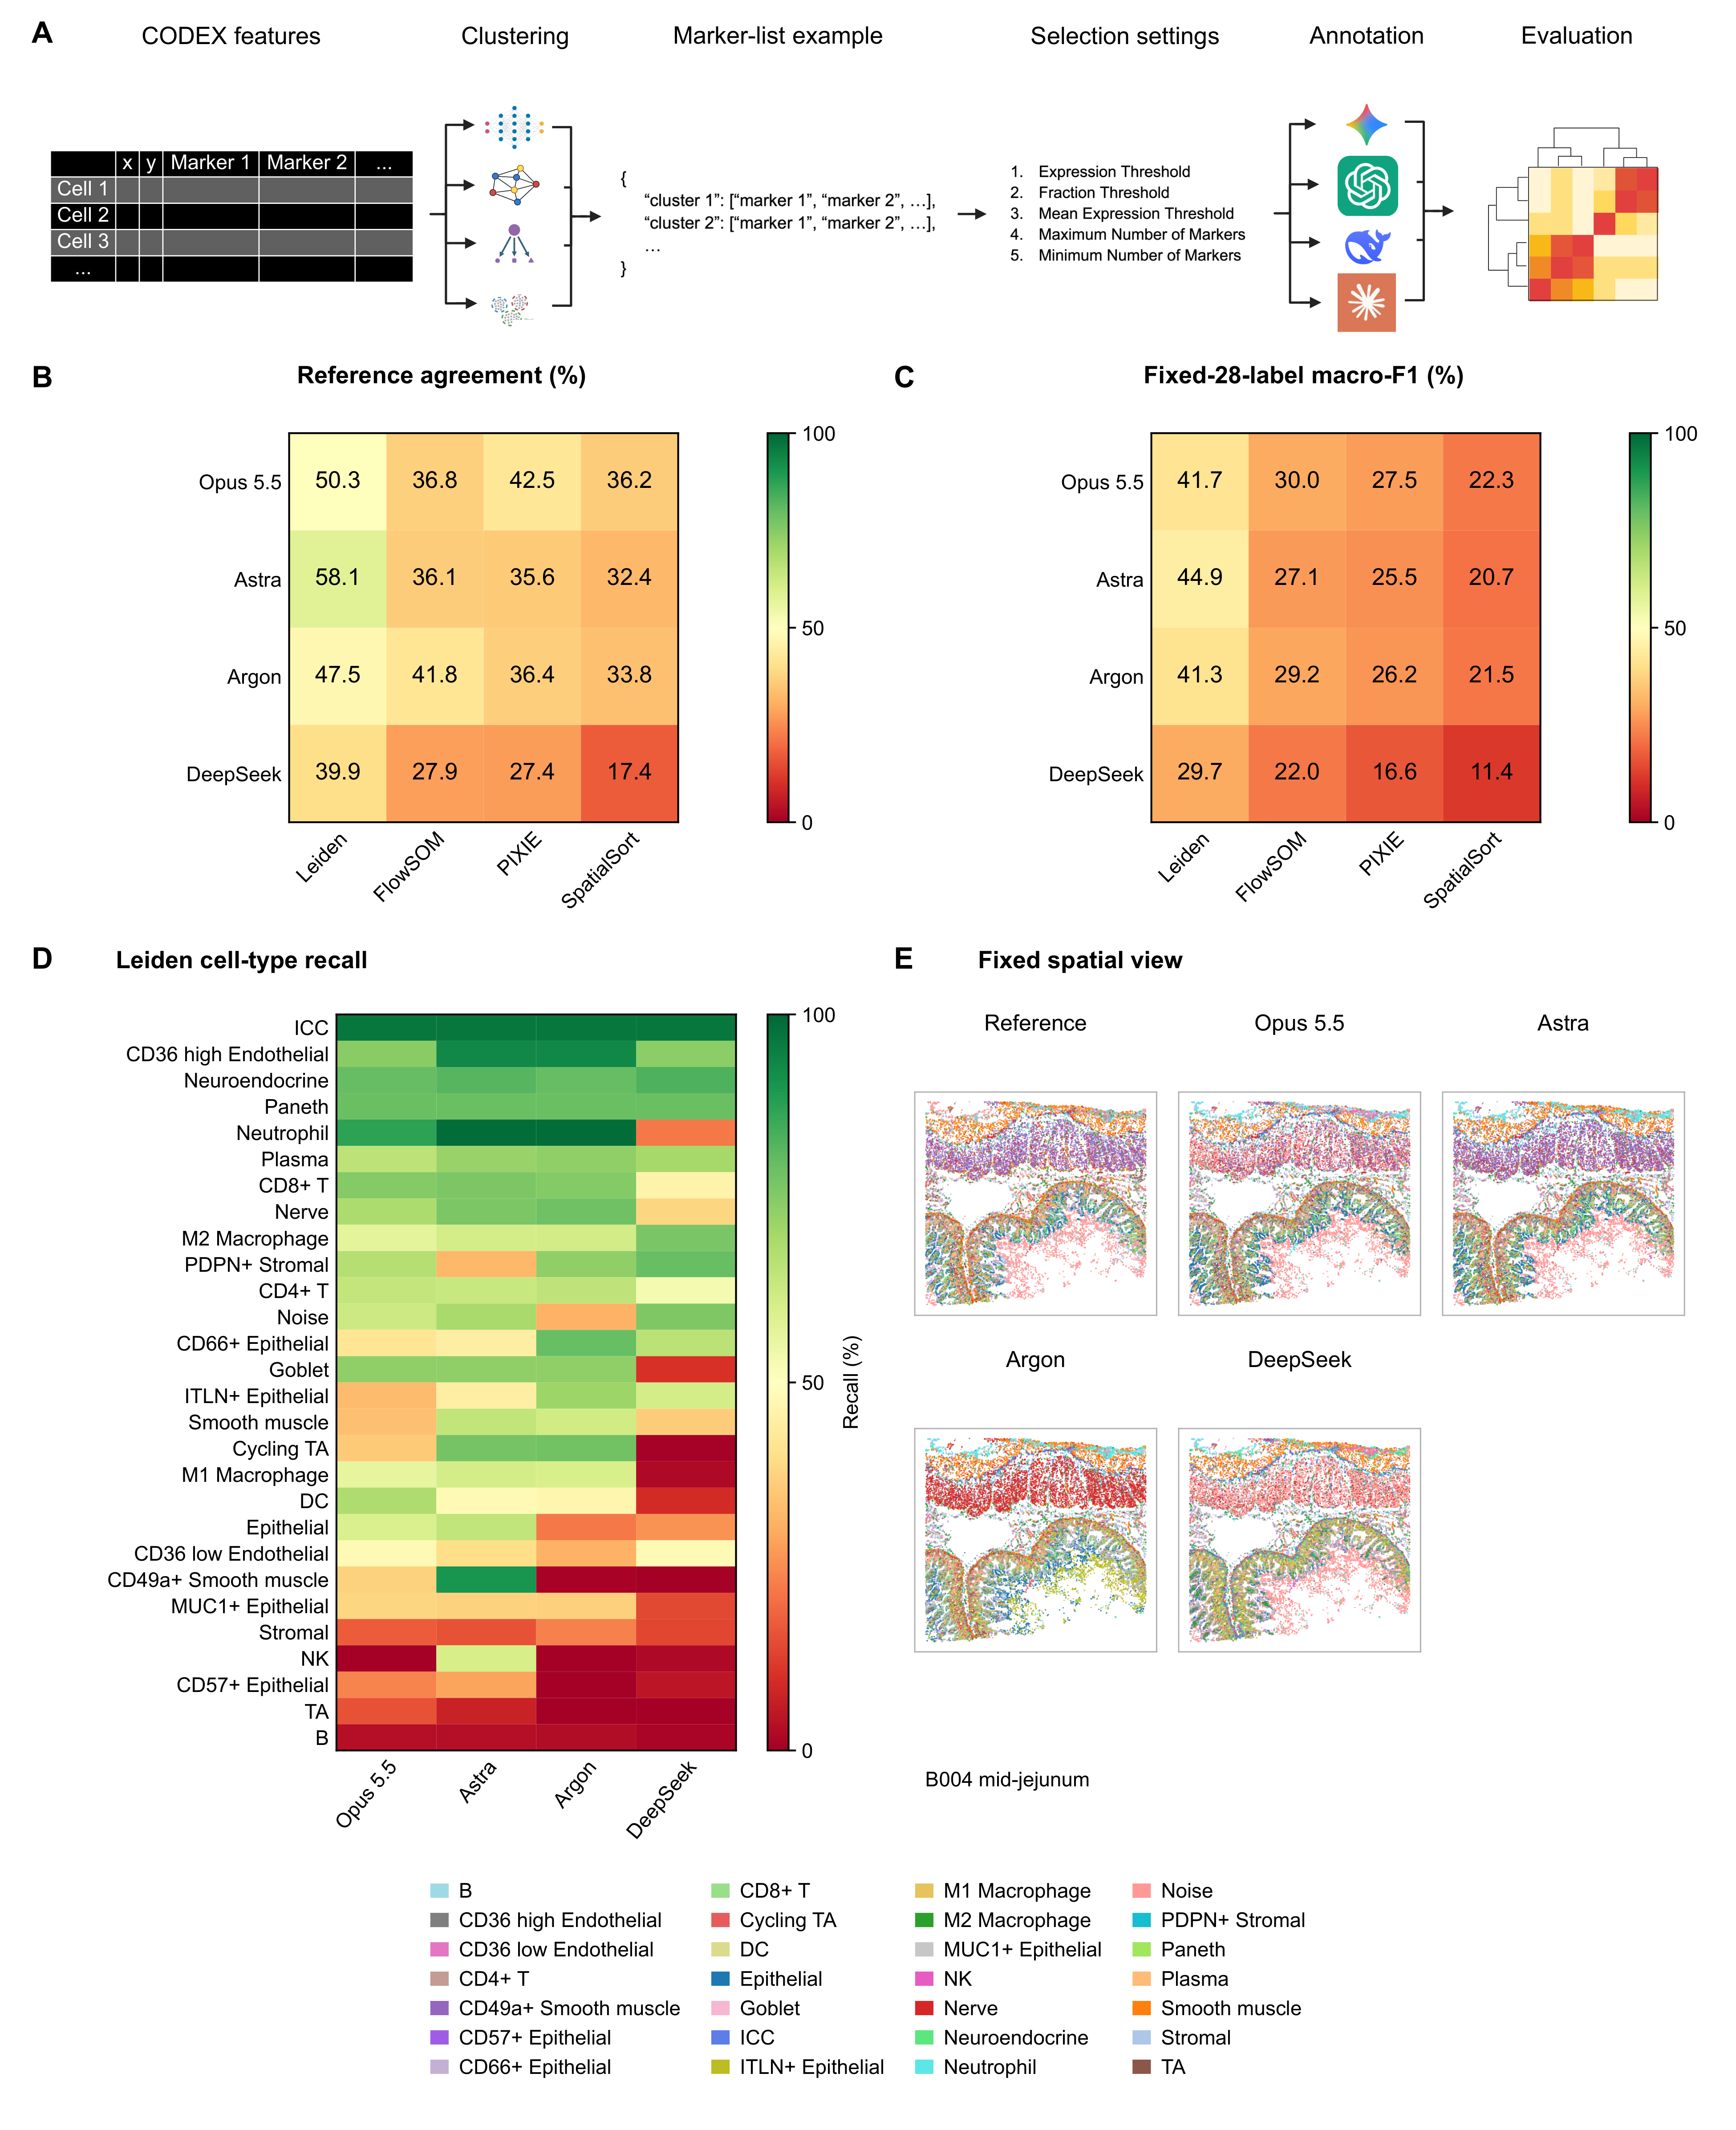 A
CODEX features
Clustering
Marker-list example
Selection settings
Annotation
Evaluation
x y Marker 1 Marker 2 ...
Cell 1
Cell 2
Cell 3
...
{
“cluster 1”: [“marker 1”, “marker 2”, …],
“cluster 2”: [“marker 1”, “marker 2”, …],
…
}
1. Expression Threshold
2. Fraction Threshold
3. Mean Expression Threshold
4. Maximum Number of Markers
5. Minimum Number of Markers
B
Reference agreement (%)
Opus 5.5 50.3 36.8 42.5 36.2
Astra 58.1 36.1 35.6 32.4
Argon 47.5 41.8 36.4 33.8
DeepSeek 39.9 27.9 27.4 17.4
Leiden FlowSOM PIXIE SpatialSort
100
50
0
C
Fixed-28-label macro-F1 (%)
Opus 5.5 41.7 30.0 27.5 22.3
Astra 44.9 27.1 25.5 20.7
Argon 41.3 29.2 26.2 21.5
DeepSeek 29.7 22.0 16.6 11.4
Leiden FlowSOM PIXIE SpatialSort
100
50
0
D
Leiden cell-type recall
ICC
CD36 high Endothelial
Neuroendocrine
Paneth
Neutrophil
Plasma
CD8+ T
Nerve
M2 Macrophage
PDPN+ Stromal
CD4+ T
Noise
CD66+ Epithelial
Goblet
ITLN+ Epithelial
Smooth muscle
Cycling TA
M1 Macrophage
DC
Epithelial
CD36 low Endothelial
CD49a+ Smooth muscle
MUC1+ Epithelial
Stromal
NK
CD57+ Epithelial
TA
B
Opus 5.5 Astra Argon DeepSeek
100
50
0
Recall (%)
E
Fixed spatial view
Reference
Opus 5.5
Astra
Argon
DeepSeek
B004 mid-jejunum
B
CD36 high Endothelial
CD36 low Endothelial
CD4+ T
CD49a+ Smooth muscle
CD57+ Epithelial
CD66+ Epithelial
CD8+ T
Cycling TA
DC
Epithelial
Goblet
ICC
ITLN+ Epithelial
M1 Macrophage
M2 Macrophage
MUC1+ Epithelial
NK
Nerve
Neuroendocrine
Neutrophil
Noise
PDPN+ Stromal
Paneth
Plasma
Smooth muscle
Stromal
TA